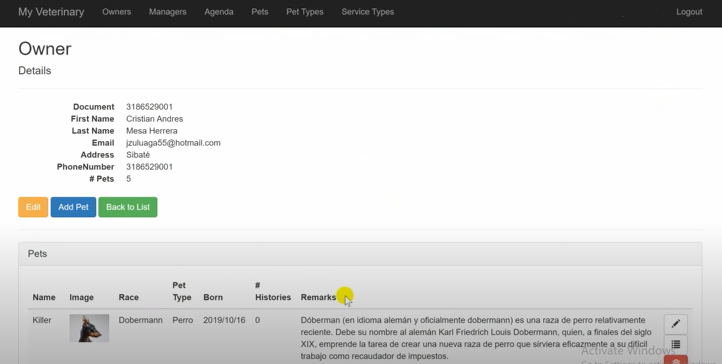 My Veterinary Owners Managers Agenda Pets Pet Types Service Types Logout
Owner
Details
Document 3186529001
First Name Cristian Andres
Last Name Mesa Herrera
Email jzuluaga55@hotmail.com
Address Sibaté
PhoneNumber 3186529001
# Pets 5
Edit Add Pet Back to List
Pets
Name Image Race Pet Type Born # Histories Remarks
Killer Dobermann Perro 2019/10/16 0 Dóberman (en idioma alemán y oficialmente dobermann) es una raza de perro relativamente
reciente. Debe su nombre al alemán Karl Friedrich Louis Dobermann, quien, a finales del siglo
XIX, emprende la tarea de crear una nueva raza de perro que sirviera eficazmente a su difícil
trabajo como recaudador de impuestos.
Activate Windows